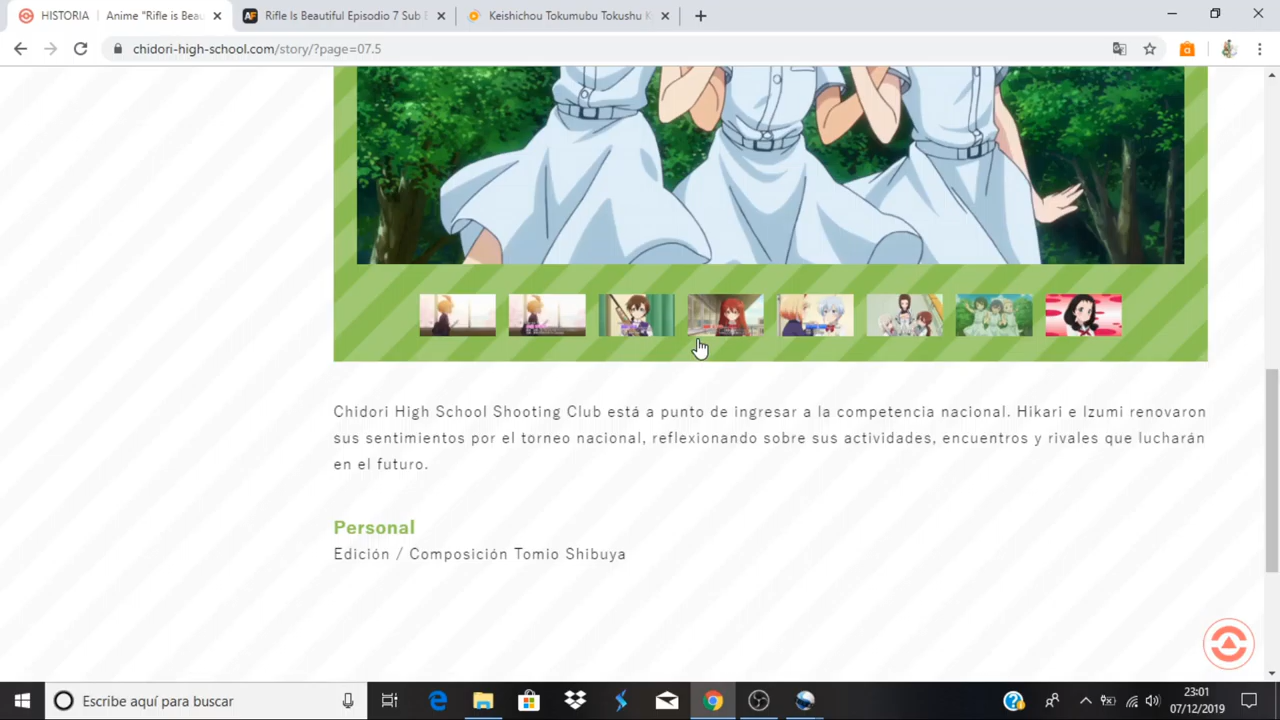 HISTORIA | Anime "Rifle is Beau
Rifle Is Beautiful Episodio 7 Sub E
Keishichou Tokumubu Tokushu K
chidori-high-school.com/story/?page=07.5
Chidori High School Shooting Club está a punto de ingresar a la competencia nacional. Hikari e Izumi renovaron
sus sentimientos por el torneo nacional, reflexionando sobre sus actividades, encuentros y rivales que lucharán
en el futuro.
Personal
Edición / Composición Tomio Shibuya
Escribe aquí para buscar
23:01
07/12/2019